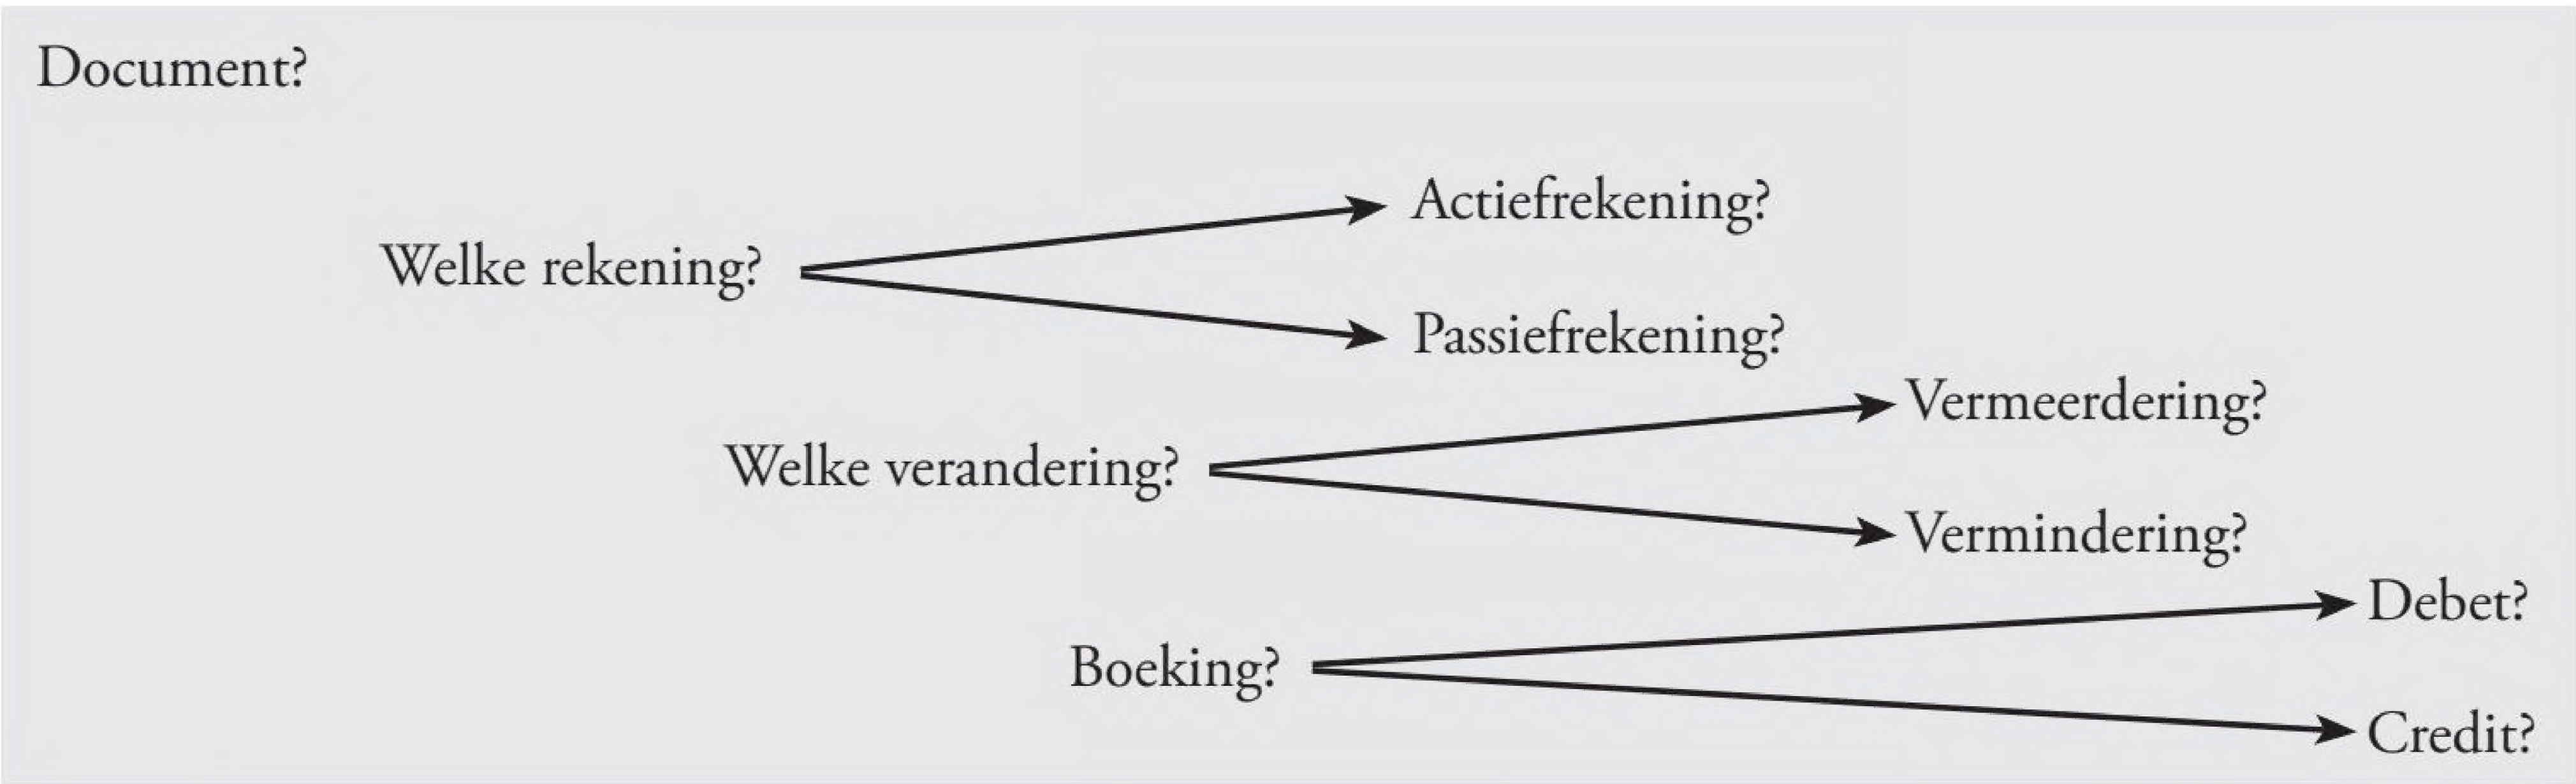 Document?
Actiefrekening?
Welke rekening?
Passiefrekening?
Vermeerdering?
Welke verandering?
Vermindering?
Debet?
Boeking?
Credit?